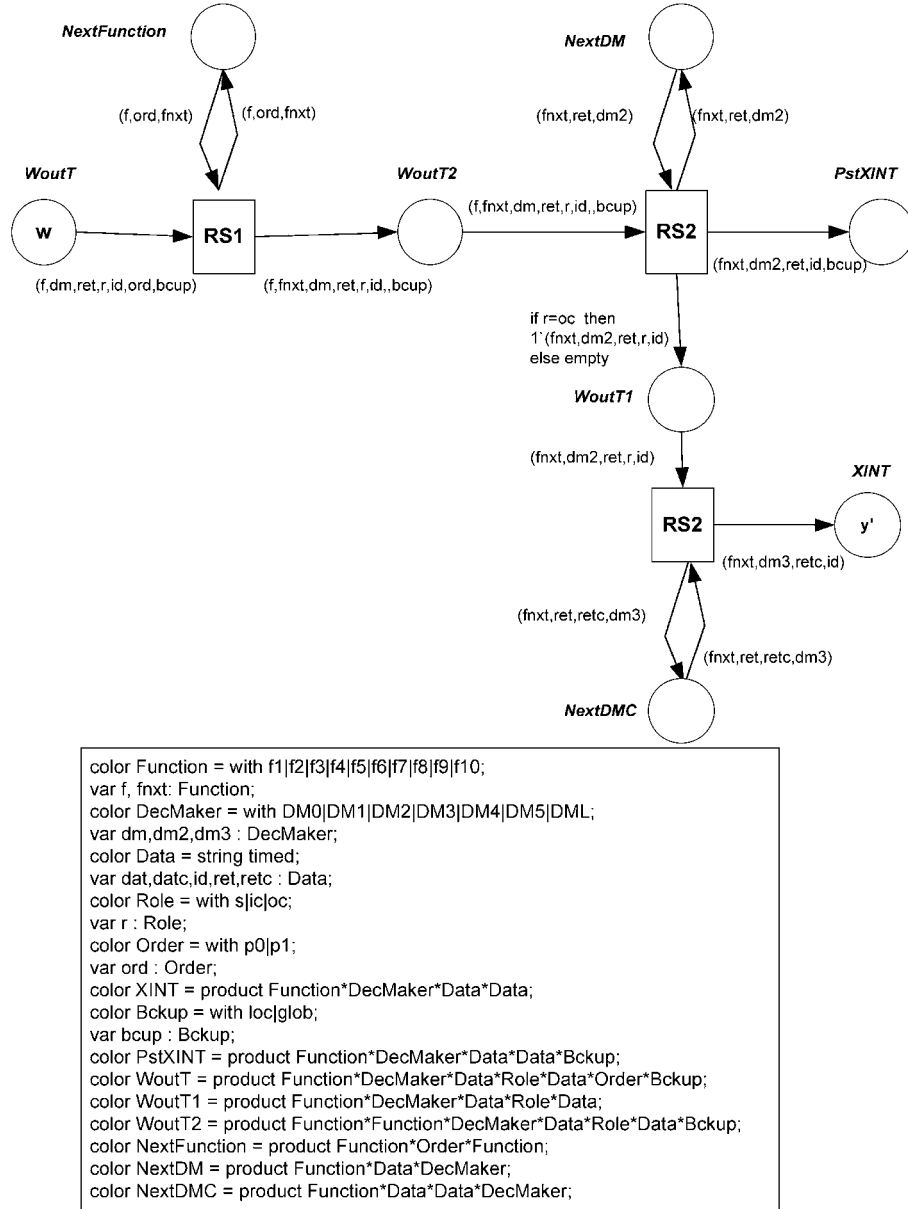 NextFunction
NextDM
(f,ord,fnxt)
(f,ord,fnxt)
(fnxt,ret,dm2)
(fnxt,ret,dm2)
WoutT
WoutT2
PstXINT
w
RS1
(f,fnxt,dm,ret,r,id,,bcup)
RS2
(f,dm,ret,r,id,ord,bcup)
(f,fnxt,dm,ret,r,id,,bcup)
(fnxt,dm2,ret,id,bcup)
if r=oc then
1`(fnxt,dm2,ret,r,id)
else empty
WoutT1
(fnxt,dm2,ret,r,id)
XINT
RS2
y'
(fnxt,dm3,retc,id)
(fnxt,ret,retc,dm3)
(fnxt,ret,retc,dm3)
NextDMC
color Function = with f1|f2|f3|f4|f5|f6|f7|f8|f9|f10;
var f, fnxt: Function;
color DecMaker = with DM0|DM1|DM2|DM3|DM4|DM5|DML;
var dm,dm2,dm3 : DecMaker;
color Data = string timed;
var dat,datc,id,ret,retc : Data;
color Role = with s|ic|oc;
var r : Role;
color Order = with p0|p1;
var ord : Order;
color XINT = product Function*DecMaker*Data*Data;
color Bckup = with loc|glob;
var bcup : Bckup;
color PstXINT = product Function*DecMaker*Data*Data*Bckup;
color WoutT = product Function*DecMaker*Data*Role*Data*Order*Bckup;
color WoutT1 = product Function*DecMaker*Data*Role*Data;
color WoutT2 = product Function*Function*DecMaker*Data*Role*Data*Bckup;
color NextFunction = product Function*Order*Function;
color NextDM = product Function*Data*DecMaker;
color NextDMC = product Function*Data*Data*DecMaker;